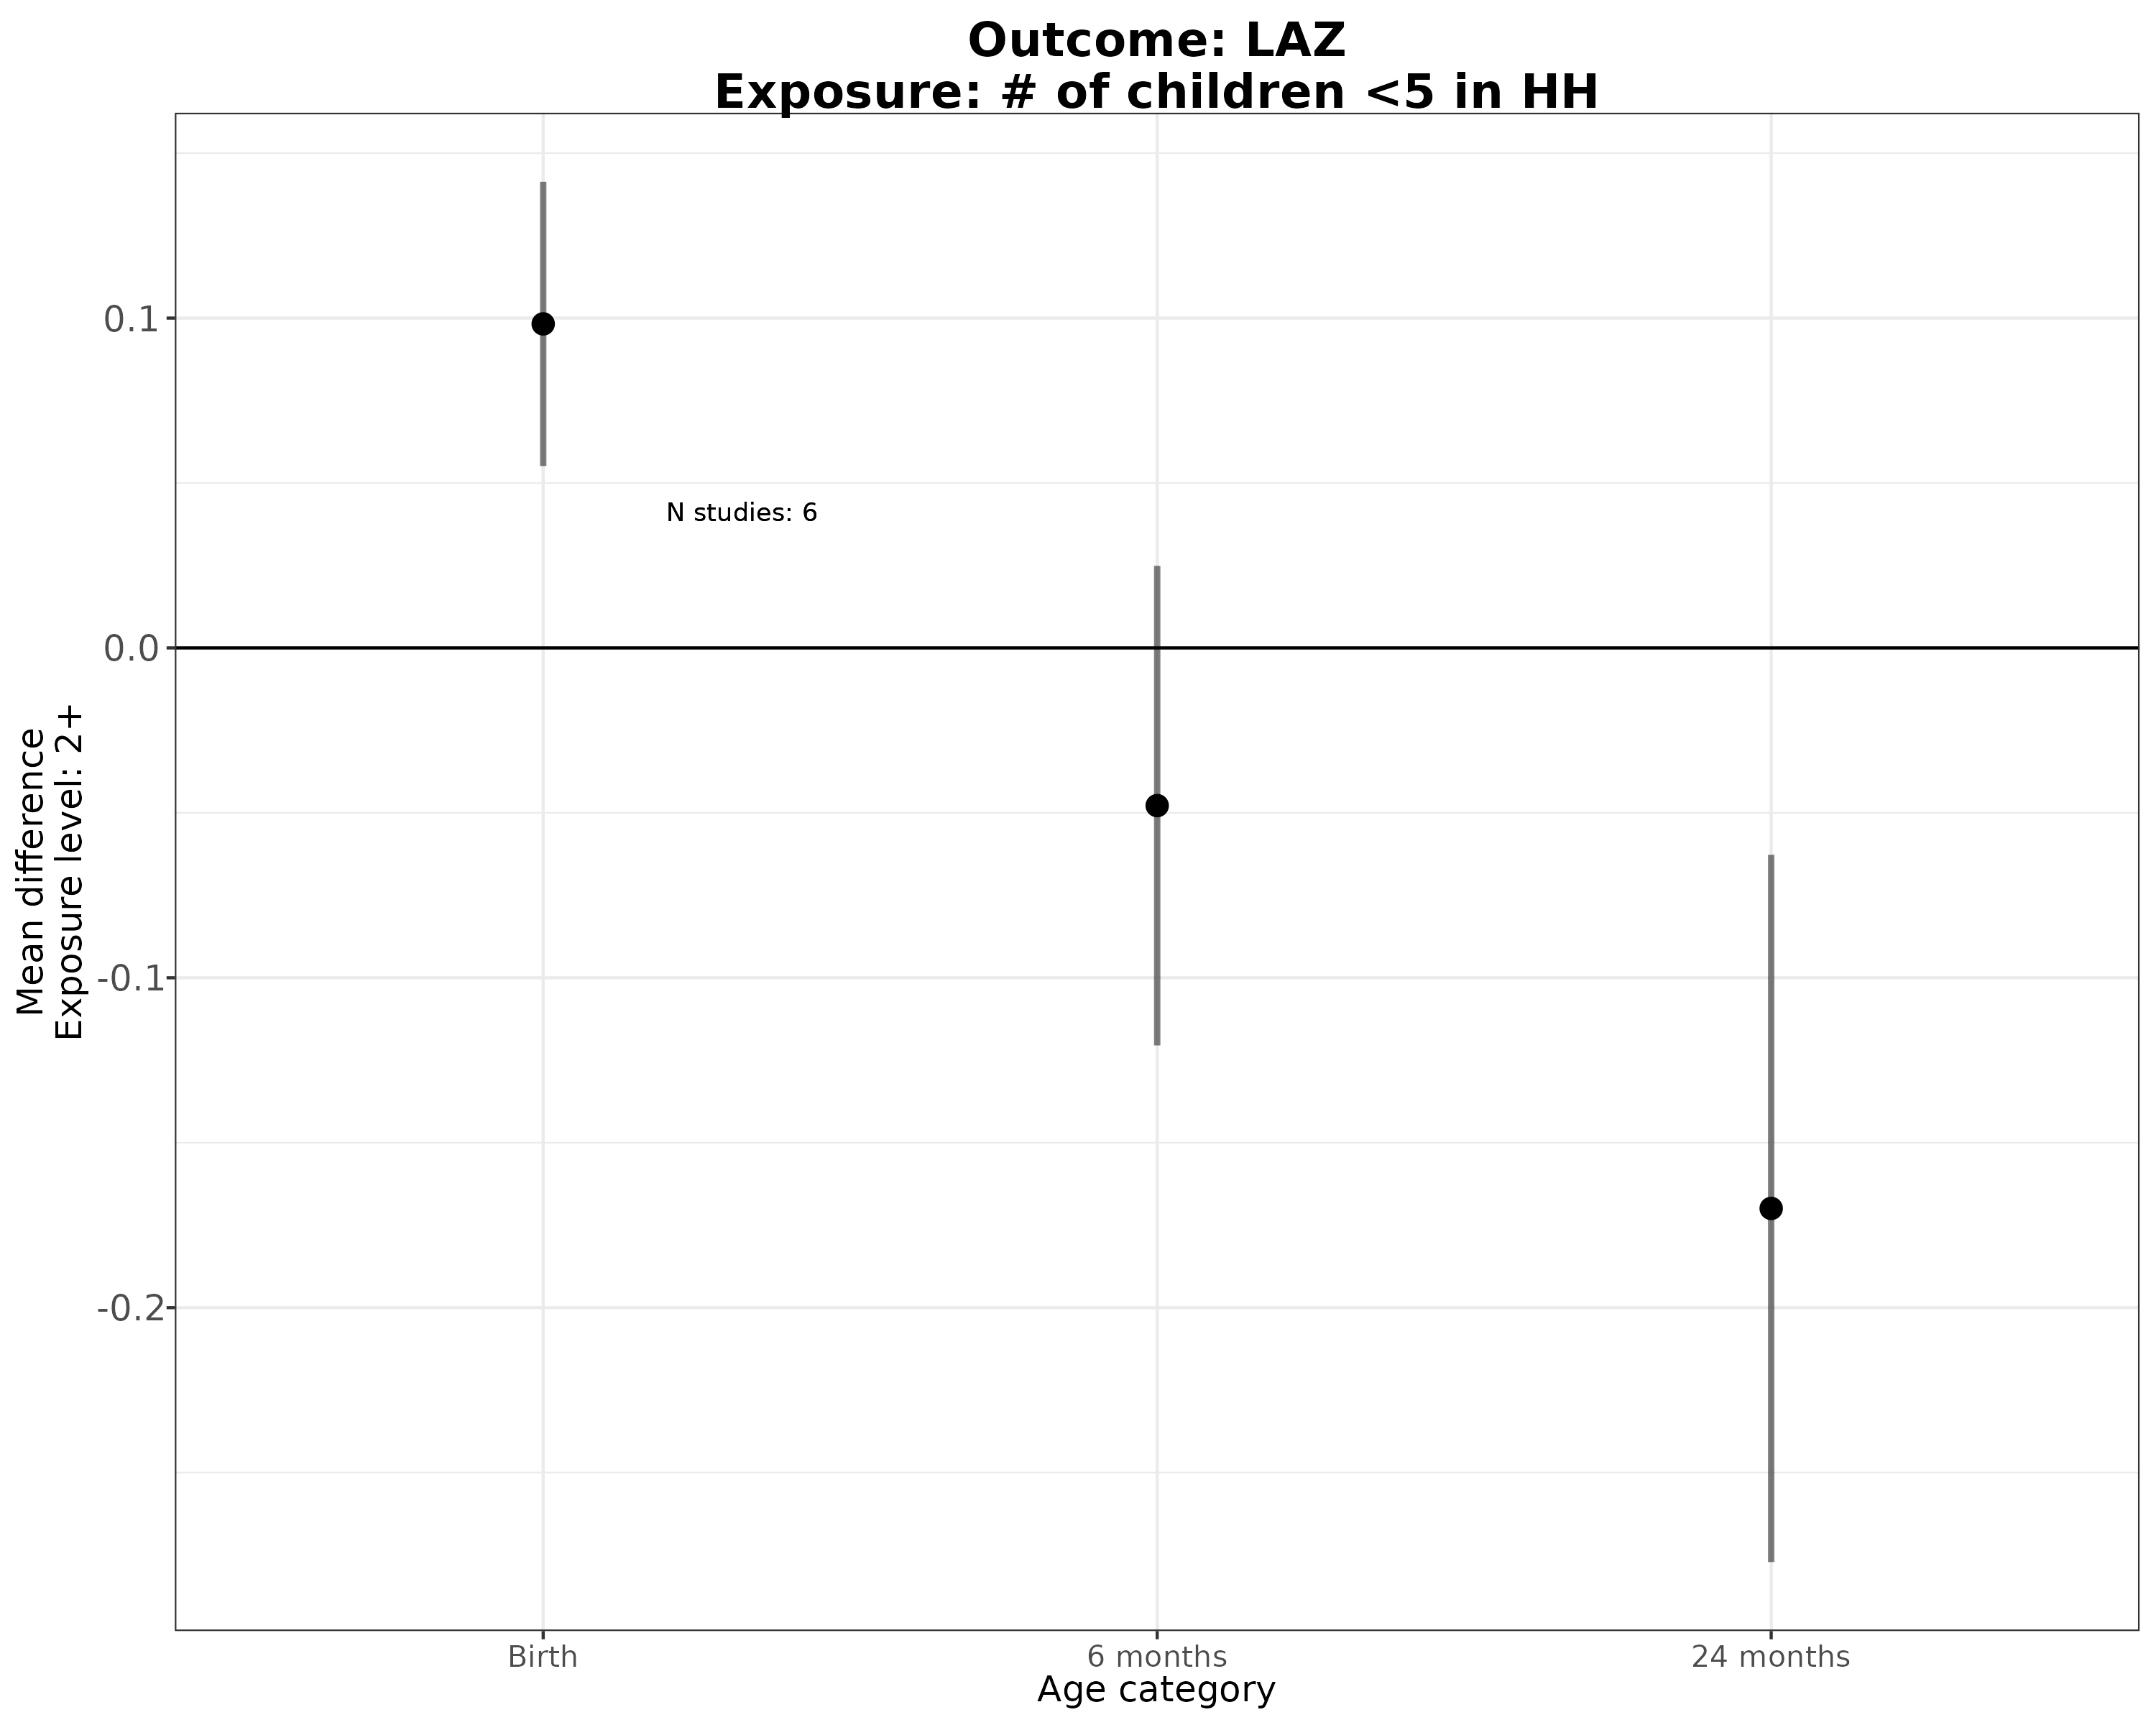 Outcome: LAZ
Exposure: # of children <5 in HH
Mean difference
Exposure level: 2+
0.1
0.0
-0.1
-0.2
N studies: 6
Birth
6 months
24 months
Age category